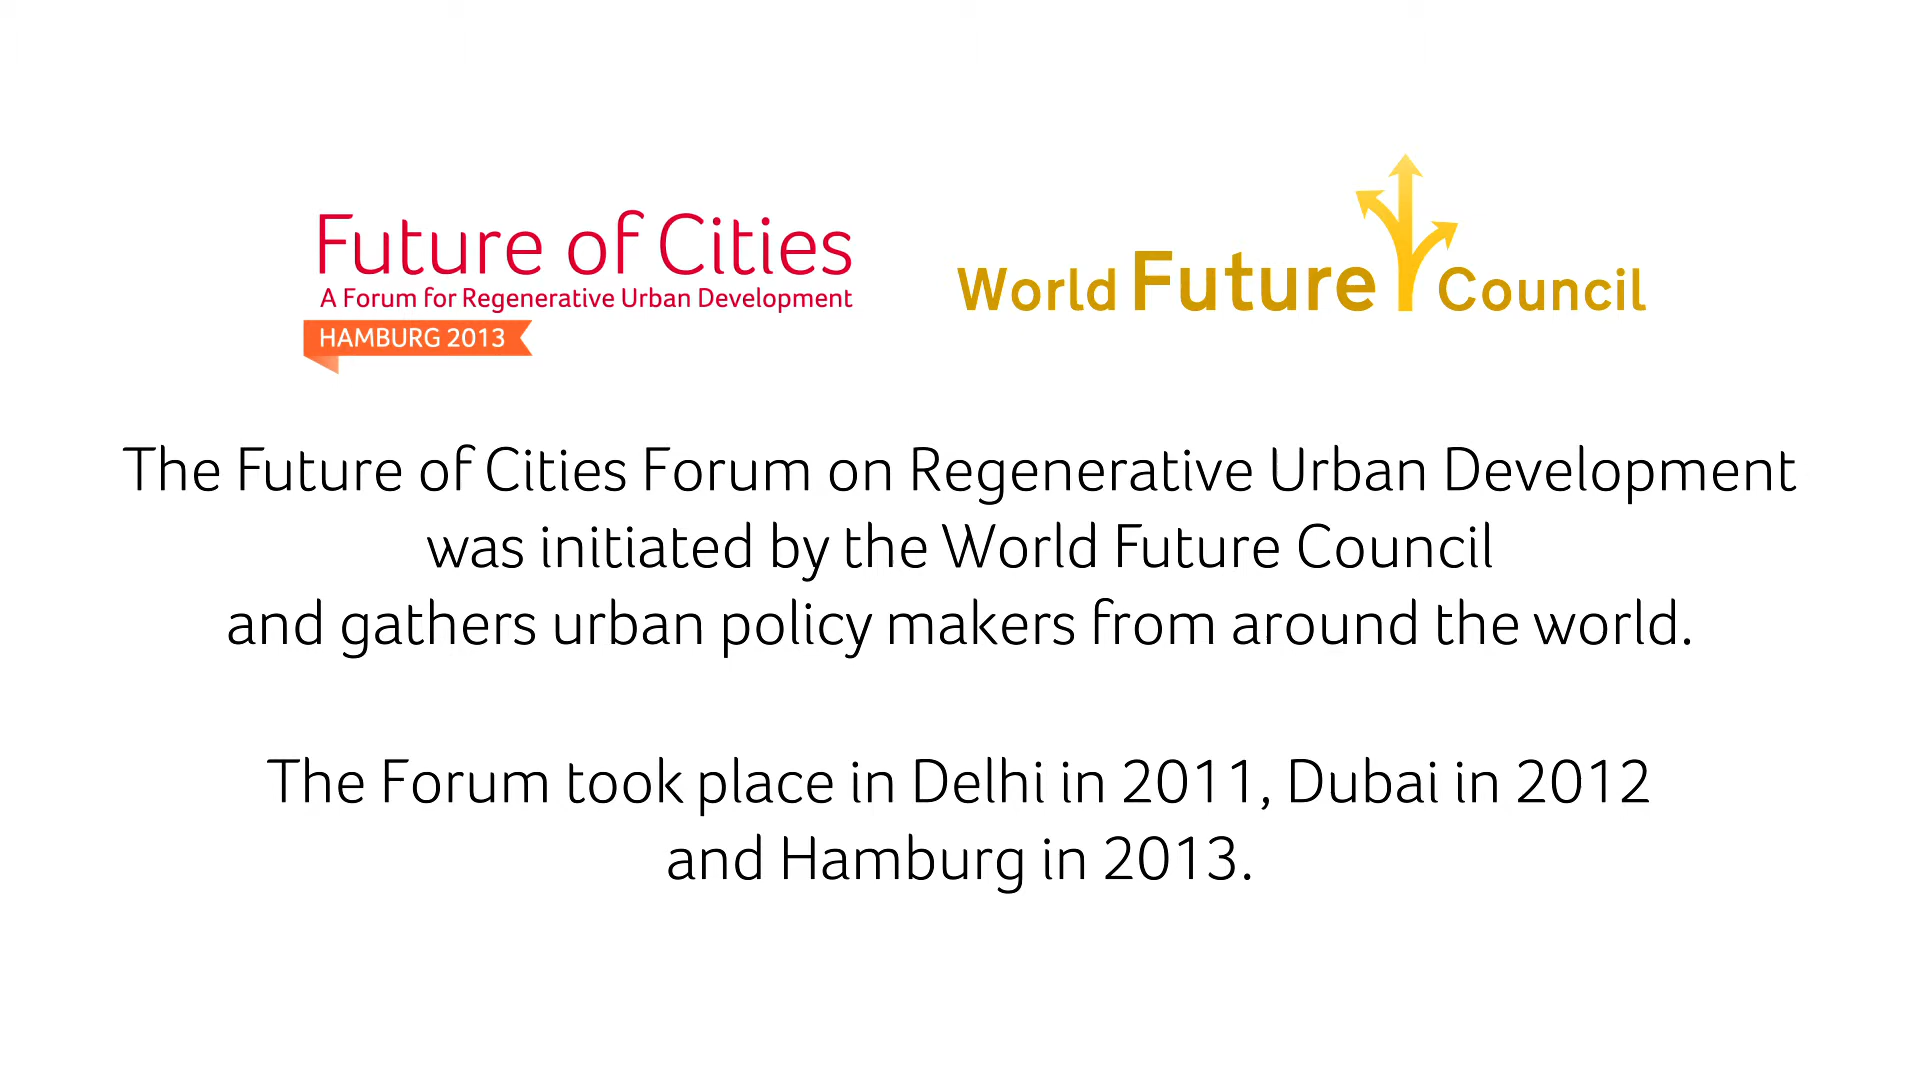 Future of Cities
A Forum for Regenerative Urban Development
HAMBURG 2013
World Future Council
The Future of Cities Forum on Regenerative Urban Development
was initiated by the World Future Council
and gathers urban policy makers from around the world.
The Forum took place in Delhi in 2011, Dubai in 2012
and Hamburg in 2013.